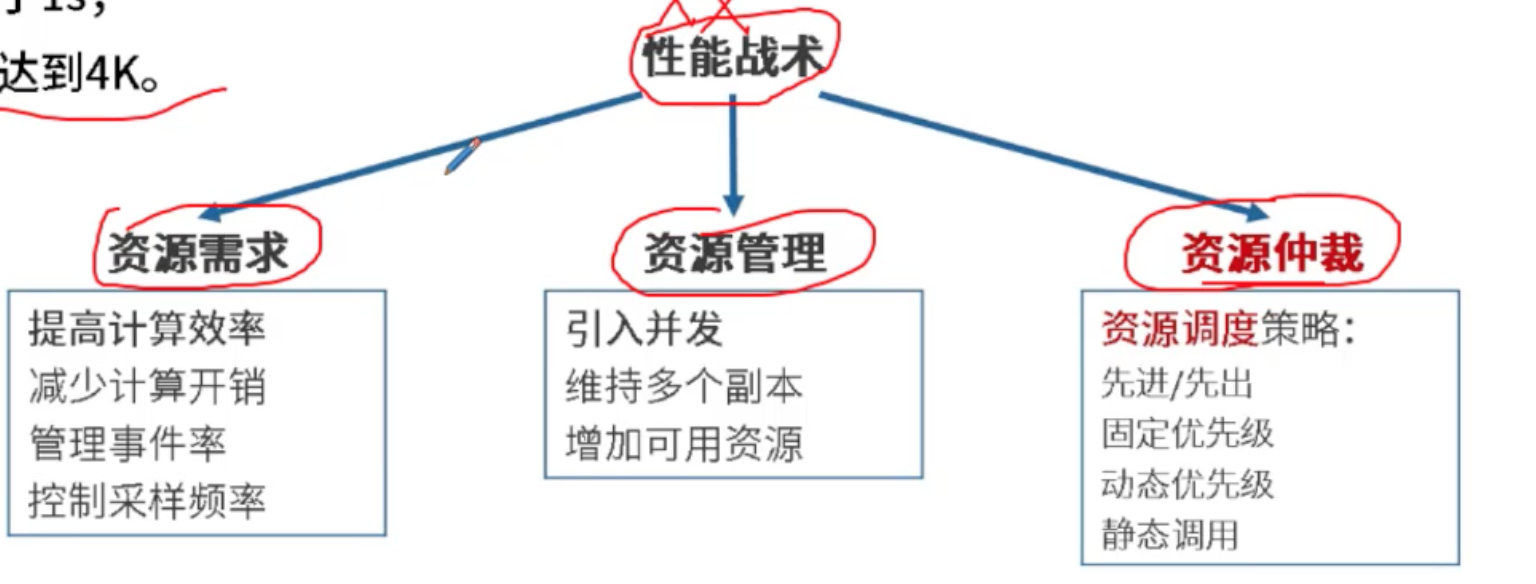 达到4K。
性能战术
资源需求
提高计算效率
减少计算开销
管理事件率
控制采样频率
资源管理
引入并发
维持多个副本
增加可用资源
资源仲裁
资源调度策略：
先进/先出
固定优先级
动态优先级
静态调用